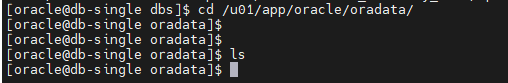 [oracle@db-single dbs]$ cd /u01/app/oracle/oradata/
[oracle@db-single oradata]$
[oracle@db-single oradata]$
[oracle@db-single oradata]$ ls
[oracle@db-single oradata]$